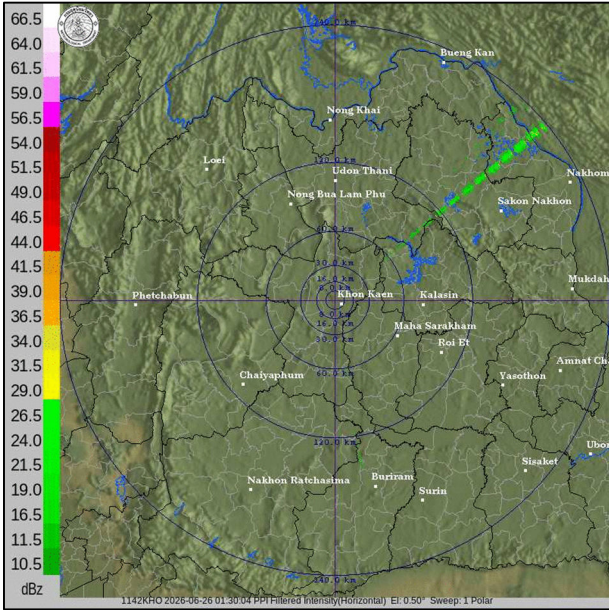 66.5
64.0
61.5
59.0
56.5
54.0
51.5
49.0
46.5
44.0
41.5
39.0
36.5
34.0
31.5
29.0
26.5
24.0
21.5
19.0
16.5
11.5
10.5
dBz
Bueng Kan
Nong Khai
Loei
Udon Thani
Nakhom
Nong Bua Lam Phu
Sakon Nakhon
Mukdah
Phetchabun
Khon Kaen
Kalasin
Maha Sarakham
Roi Et
Amnat Cha
Chaiyaphum
Yasothon
120.0 km
Ubor
Sisaket
Nakhon Ratchasima
Buriram
Surin
1142KHO 2026-06-26 01:30:04 PPI Filtered Intensity(Horizontal) El: 0.50° Sweep: 1 Polar